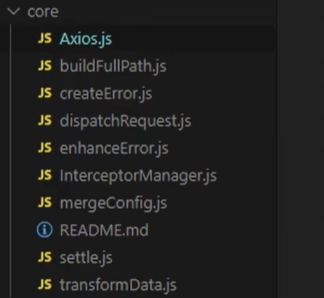 core
JS Axios.js
JS buildFullPath.js
JS createError.js
JS dispatchRequest.js
JS enhanceError.js
JS InterceptorManager.js
JS mergeConfig.js
README.md
JS settle.js
JS transformData.js